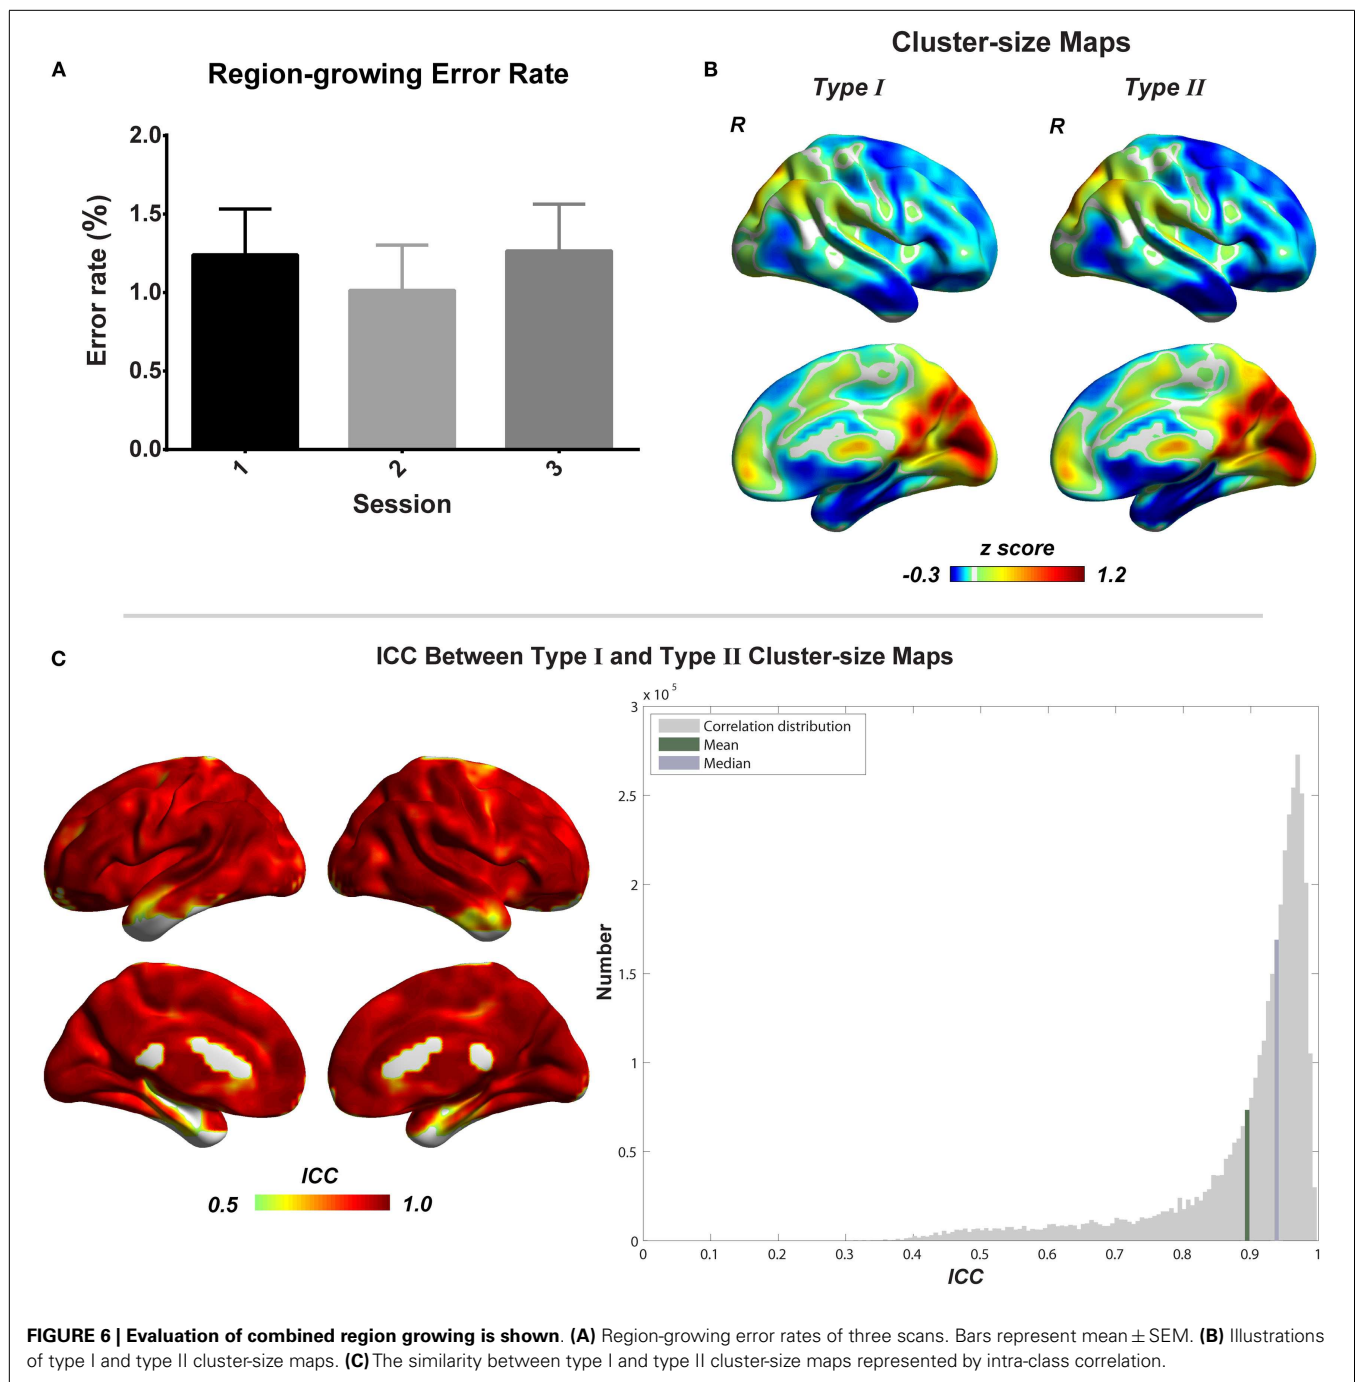 A
Region-growing Error Rate
Error rate (%)
2.0
1.5
1.0
0.5
0.0
1
2
3
Session
Cluster-size Maps
B
Type I
Type II
R
R
z score
-0.3
1.2
C
ICC Between Type I and Type II Cluster-size Maps
ICC
0.5
1.0
x 10 5
3
2.5
2
1.5
1
0.5
0
Number
Correlation distribution
Mean
Median
0
0.1
0.2
0.3
0.4
0.5
0.6
0.7
0.8
0.9
1
ICC
FIGURE 6 | Evaluation of combined region growing is shown. (A) Region-growing error rates of three scans. Bars represent mean ± SEM. (B) Illustrations
of type I and type II cluster-size maps. (C) The similarity between type I and type II cluster-size maps represented by intra-class correlation.